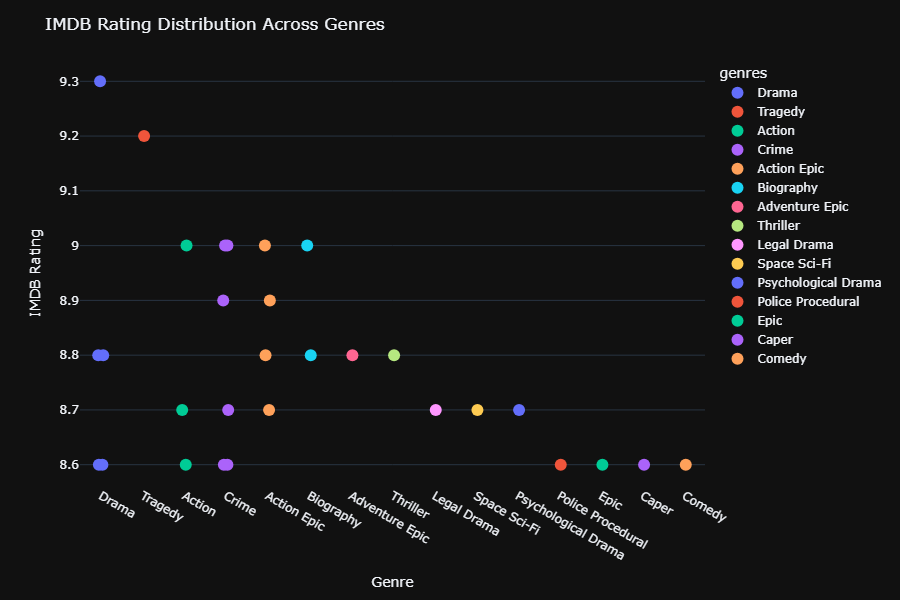 IMDB Rating Distribution Across Genres
genres
Drama
Tragedy
Action
Crime
Action Epic
Biography
Adventure Epic
Thriller
Legal Drama
Space Sci-Fi
Psychological Drama
Police Procedural
Epic
Caper
Comedy
IMDB Rating
9.3
9.2
9.1
9
8.9
8.8
8.7
8.6
Drama
Tragedy
Action
Crime
Action Epic
Biography
Adventure Epic
Thriller
Legal Drama
Space Sci-Fi
Psychological Drama
Police Procedural
Epic
Caper
Comedy
Genre